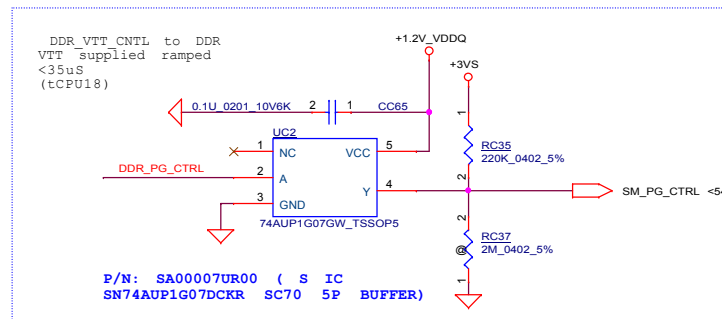 DDR_VTT_CNTL to DDR
VTT supplied ramped
<35uS
(tCPU18)
+1.2V_VDDQ
+3VS
0.1U_0201_10V6K
2
1
CC65
UC2
1
NC
VCC
5
DDR_PG_CTRL
2
A
3
GND
Y
4
74AUP1G07GW_TSSOP5
1
RC35
220K_0402_5%
2
SM_PG_CTRL <54
2
RC37
@
2M_0402_5%
1
P/N: SA00007UR00 ( S IC
SN74AUP1G07DCKR SC70 5P BUFFER)